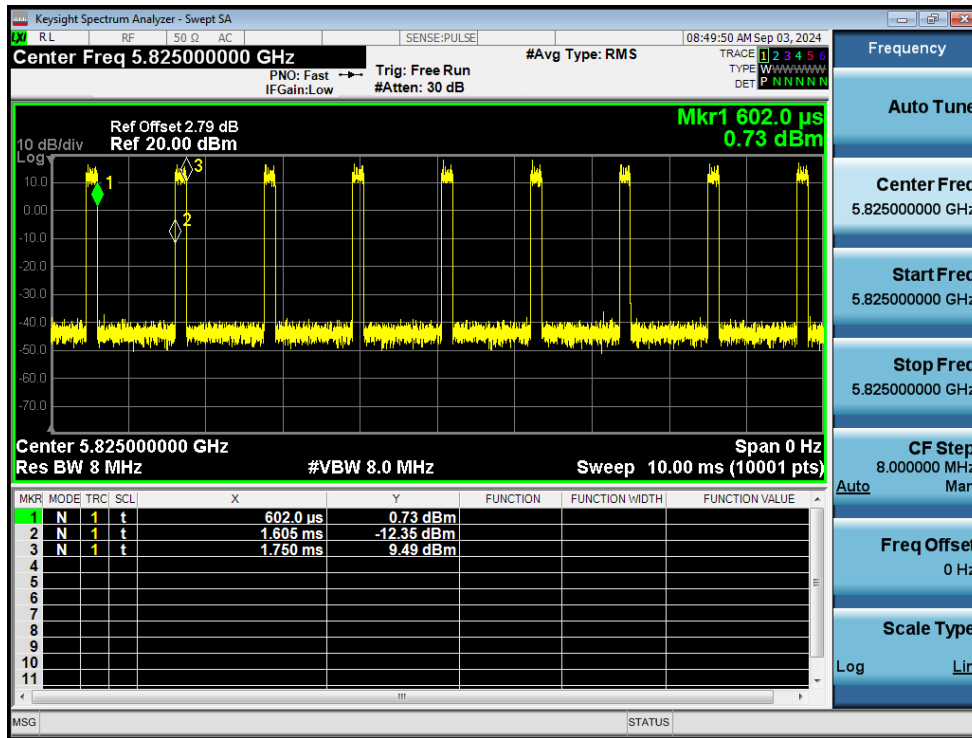 Keysight Spectrum Analyzer - Swept SA
LXI RL RF 50 Ω AC SENSE:PULSE 08:49:50 AM Sep 03, 2024
Center Freq 5.825000000 GHz
PNO: Fast
IFGain:Low
Trig: Free Run
#Atten: 30 dB
#Avg Type: RMS
TRACE 1 2 3 4 5 6
TYPE WWWWWW
DET P N N N N N
Ref Offset 2.79 dB
10 dB/div Ref 20.00 dBm
Mkr1 602.0 µs
0.73 dBm
Log
10.0
0.00
-10.0
-20.0
-30.0
-40.0
-50.0
-60.0
-70.0
1
2
3
Center 5.825000000 GHz Span 0 Hz
Res BW 8 MHz #VBW 8.0 MHz Sweep 10.00 ms (10001 pts)
MKR MODE TRC SCL X Y FUNCTION FUNCTION WIDTH FUNCTION VALUE
1 N 1 t 602.0 µs 0.73 dBm
2 N 1 t 1.605 ms -12.35 dBm
3 N 1 t 1.750 ms 9.49 dBm
4
5
6
7
8
9
10
11
MSG STATUS
Frequency
Auto Tune
Center Freq
5.825000000 GHz
Start Freq
5.825000000 GHz
Stop Freq
5.825000000 GHz
CF Step
8.000000 MHz
Auto Man
Freq Offset
0 Hz
Scale Type
Log Lin